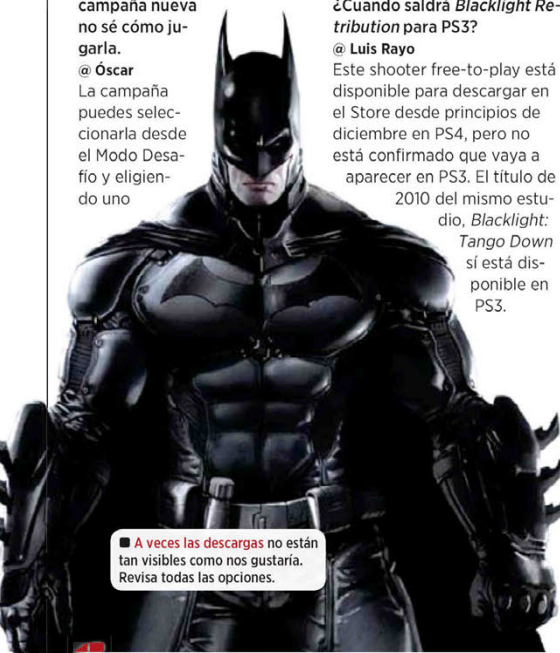 campaña nueva
no sé cómo ju-
garla.
@ Óscar
La campaña
puedes selec-
cionarla desde
el Modo Desa-
fío y eligien-
do uno
¿Cuándo saldrá Blacklight Re-
tribution para PS3?
@ Luis Rayo
Este shooter free-to-play está
disponible para descargar en
el Store desde principios de
diciembre en PS4, pero no
está confirmado que vaya a
aparecer en PS3. El título de
2010 del mismo estu-
dio, Blacklight:
Tango Down
sí está dis-
ponible en
PS3.
A veces las descargas no están
tan visibles como nos gustaría.
Revisa todas las opciones.